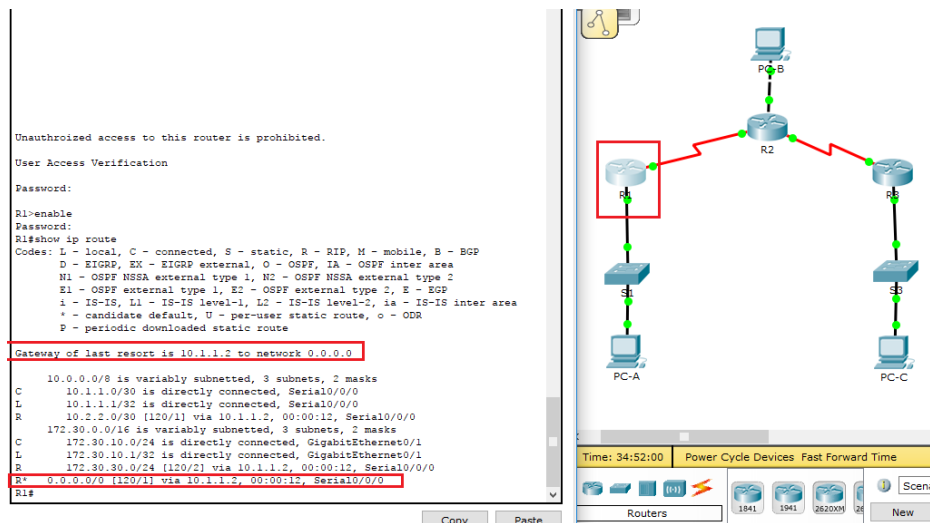 Unauthroized access to this router is prohibited.
User Access Verification
Password:
R1>enable
Password:
R1#show ip route
Codes: L - local, C - connected, S - static, R - RIP, M - mobile, B - BGP
D - EIGRP, EX - EIGRP external, O - OSPF, IA - OSPF inter area
N1 - OSPF NSSA external type 1, N2 - OSPF NSSA external type 2
E1 - OSPF external type 1, E2 - OSPF external type 2, E - EGP
i - IS-IS, L1 - IS-IS level-1, L2 - IS-IS level-2, ia - IS-IS inter area
* - candidate default, U - per-user static route, o - ODR
P - periodic downloaded static route
Gateway of last resort is 10.1.1.2 to network 0.0.0.0
10.0.0.0/8 is variably subnetted, 3 subnets, 2 masks
C 10.1.1.0/30 is directly connected, Serial0/0/0
L 10.1.1.1/32 is directly connected, Serial0/0/0
R 10.2.2.0/30 [120/1] via 10.1.1.2, 00:00:12, Serial0/0/0
172.30.0.0/16 is variably subnetted, 3 subnets, 2 masks
C 172.30.10.0/24 is directly connected, GigabitEthernet0/1
L 172.30.10.1/32 is directly connected, GigabitEthernet0/1
R 172.30.30.0/24 [120/2] via 10.1.1.2, 00:00:12, Serial0/0/0
R* 0.0.0.0/0 [120/1] via 10.1.1.2, 00:00:12, Serial0/0/0
R1#
Copy Paste
PC-B
R2
R1
R3
S1
S3
PC-A
PC-C
Time: 34:52:00 Power Cycle Devices Fast Forward Time
1841 1941 2620XM
Routers
New